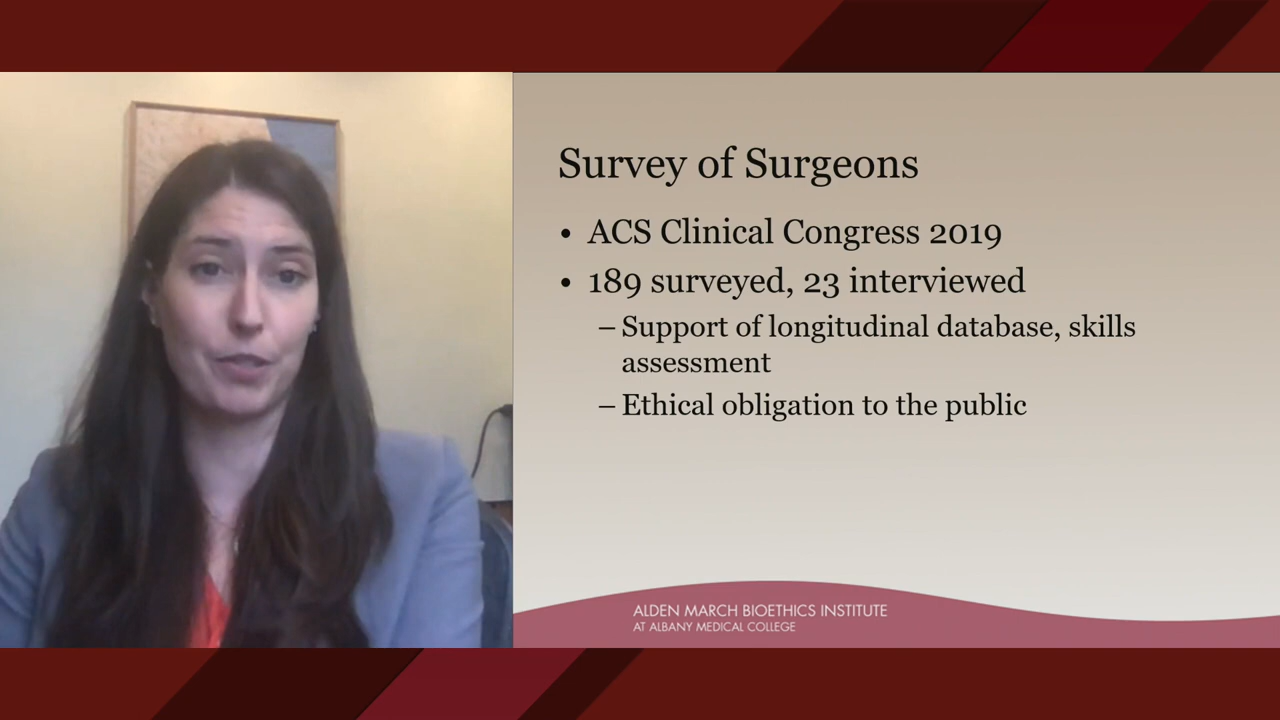 Survey of Surgeons
• ACS Clinical Congress 2019
• 189 surveyed, 23 interviewed
– Support of longitudinal database, skills
assessment
– Ethical obligation to the public
ALDEN MARCH BIOETHICS INSTITUTE
AT ALBANY MEDICAL COLLEGE